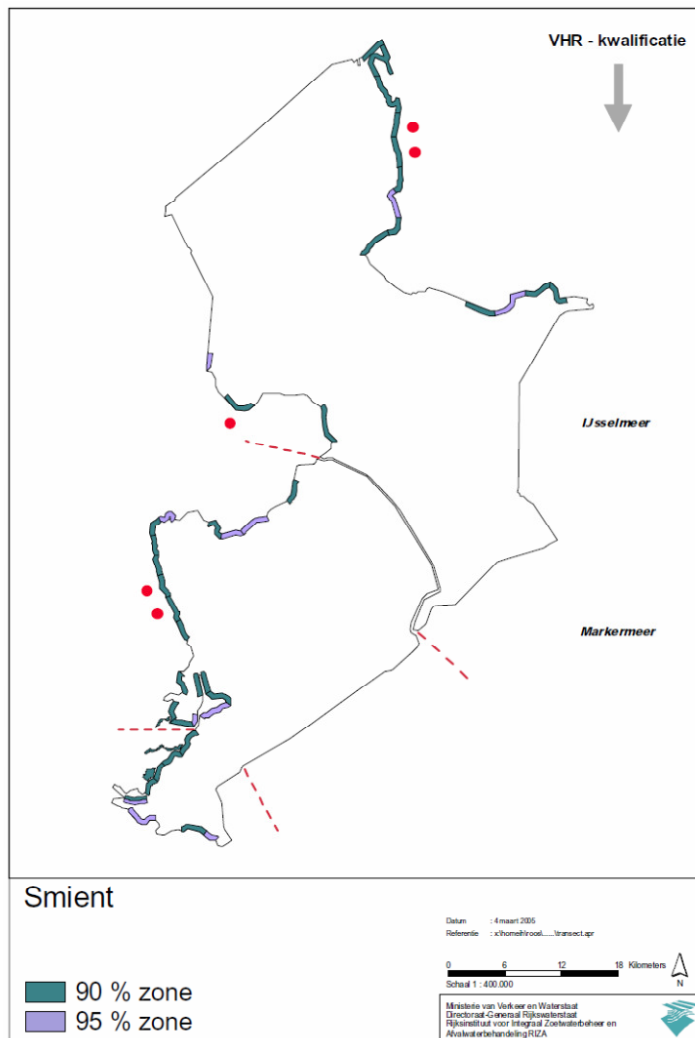 VHR - kwalificatie
IJsselmeer
Markermeer
Smient
Datum : 4 maart 2005
Referentie
90 % zone
95 % zone
0 6 12 18 Kilometers
Schaal 1 : 400.000
N
Ministerie van Verkeer en Waterstaat
Directoraat-Generaal Rijkswaterstaat
Rijksinstituut voor Integraal Zoetwaterbeheer en
Afvalwaterbehandeling RIZA